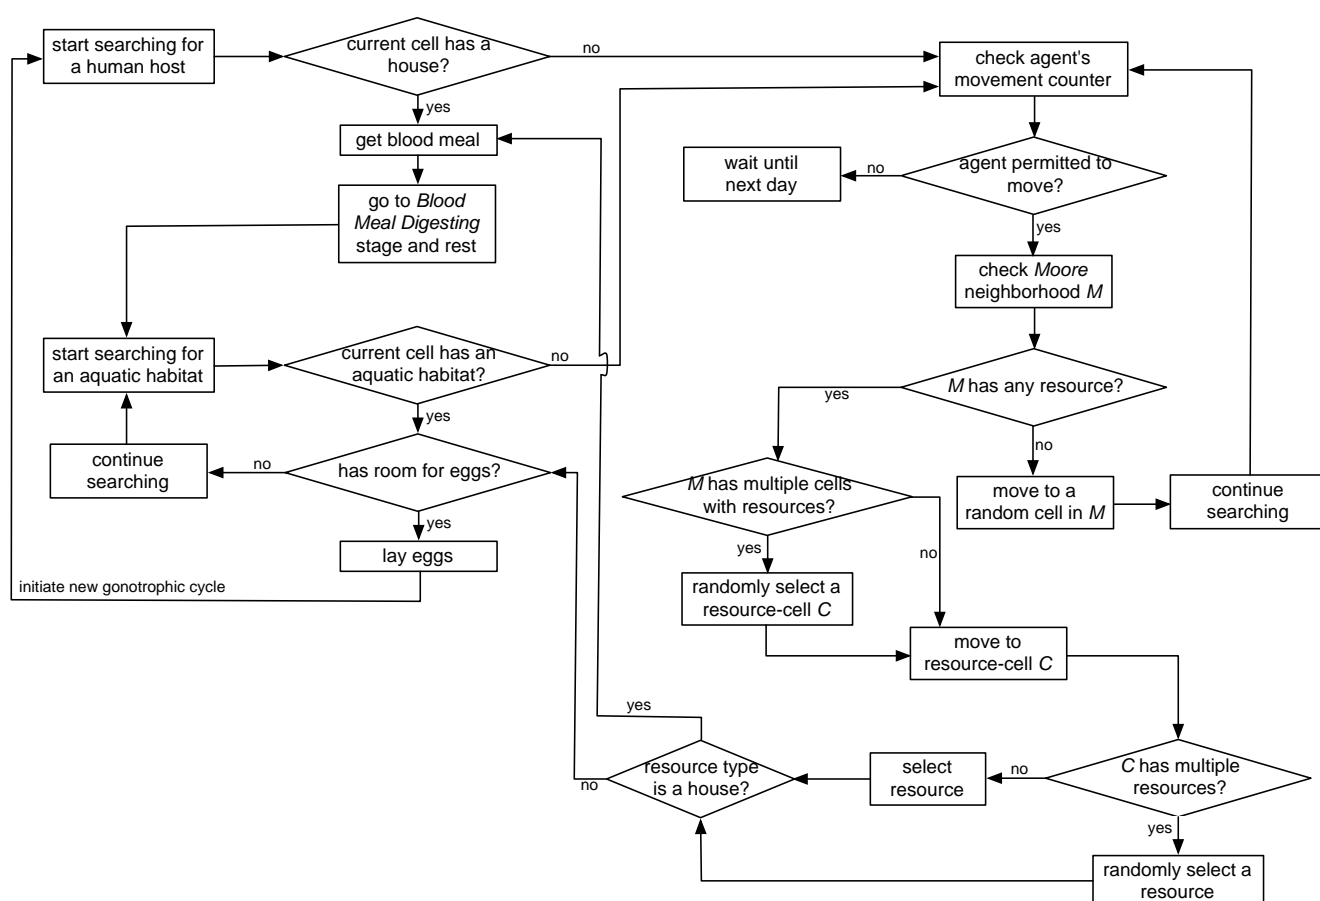 start searching for
a human host
current cell has a
house?
no
check agent's
movement counter
yes
get blood meal
wait until
next day
no
agent permitted to
move?
go to Blood
Meal Digesting
stage and rest
yes
check Moore
neighborhood M
start searching for
an aquatic habitat
current cell has an
aquatic habitat?
no
M has any resource?
yes
yes
continue
searching
no
has room for eggs?
no
M has multiple cells
with resources?
move to a
random cell in M
continue
searching
yes
lay eggs
yes
no
initiate new gonotrophic cycle
randomly select a
resource-cell C
move to
resource-cell C
yes
resource type
is a house?
no
select
resource
no
C has multiple
resources?
yes
randomly select a
resource